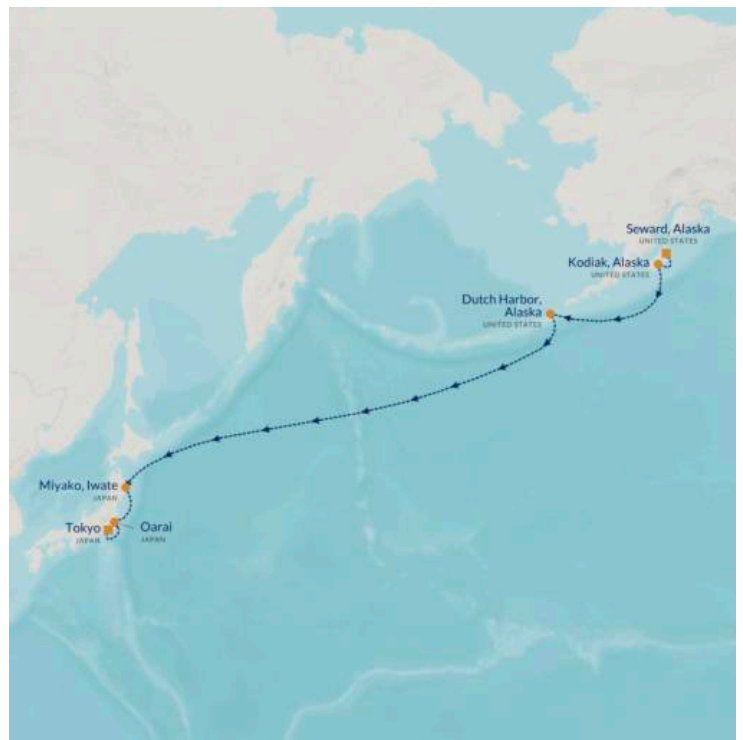 Seward, Alaska
UNITED STATES
Kodiak, Alaska
UNITED STATES
Dutch Harbor,
Alaska
UNITED STATES
Miyako, Iwate
JAPAN
Tokyo
JAPAN
Oarai
JAPAN